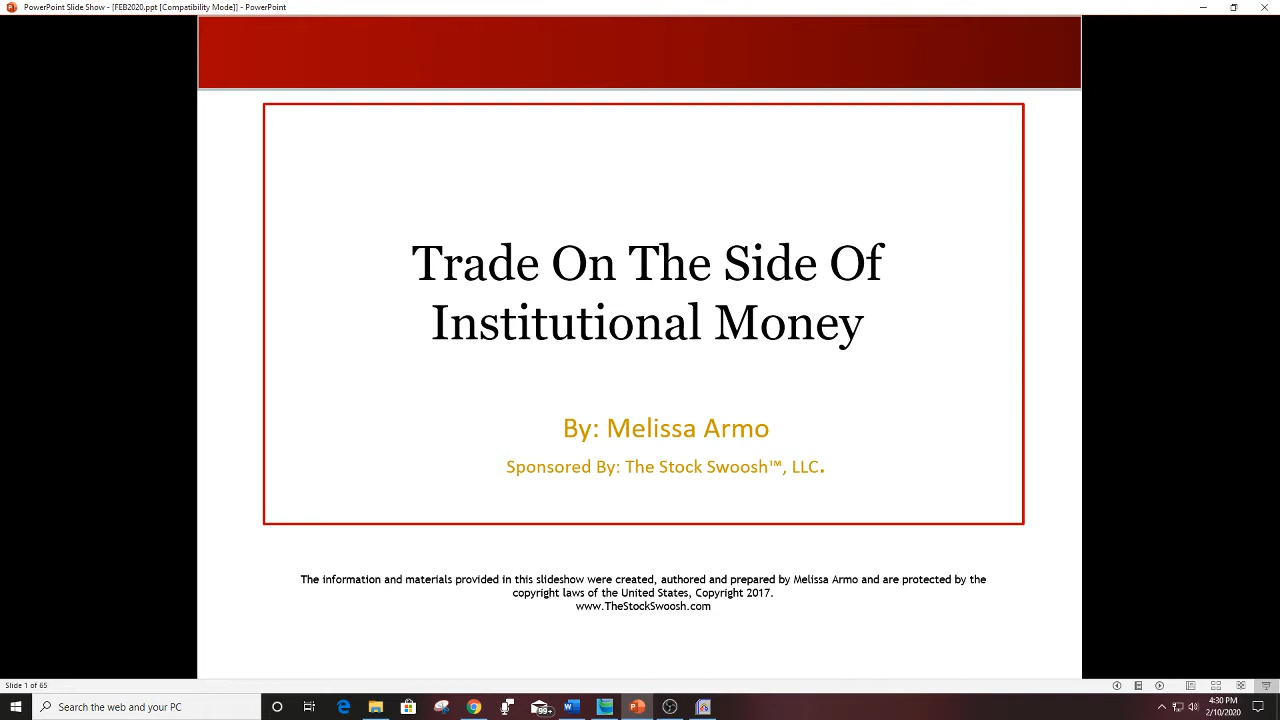 PowerPoint Slide Show - [FEB2020.ppt [Compatibility Mode]] - PowerPoint
Trade On The Side Of
Institutional Money
By: Melissa Armo
Sponsored By: The Stock Swoosh™, LLC.
The information and materials provided in this slideshow were created, authored and prepared by Melissa Armo and are protected by the
copyright laws of the United States, Copyright 2017.
www.TheStockSwoosh.com
Slide 1 of 65
Search the web and your PC
99+
4:30 PM
2/10/2020